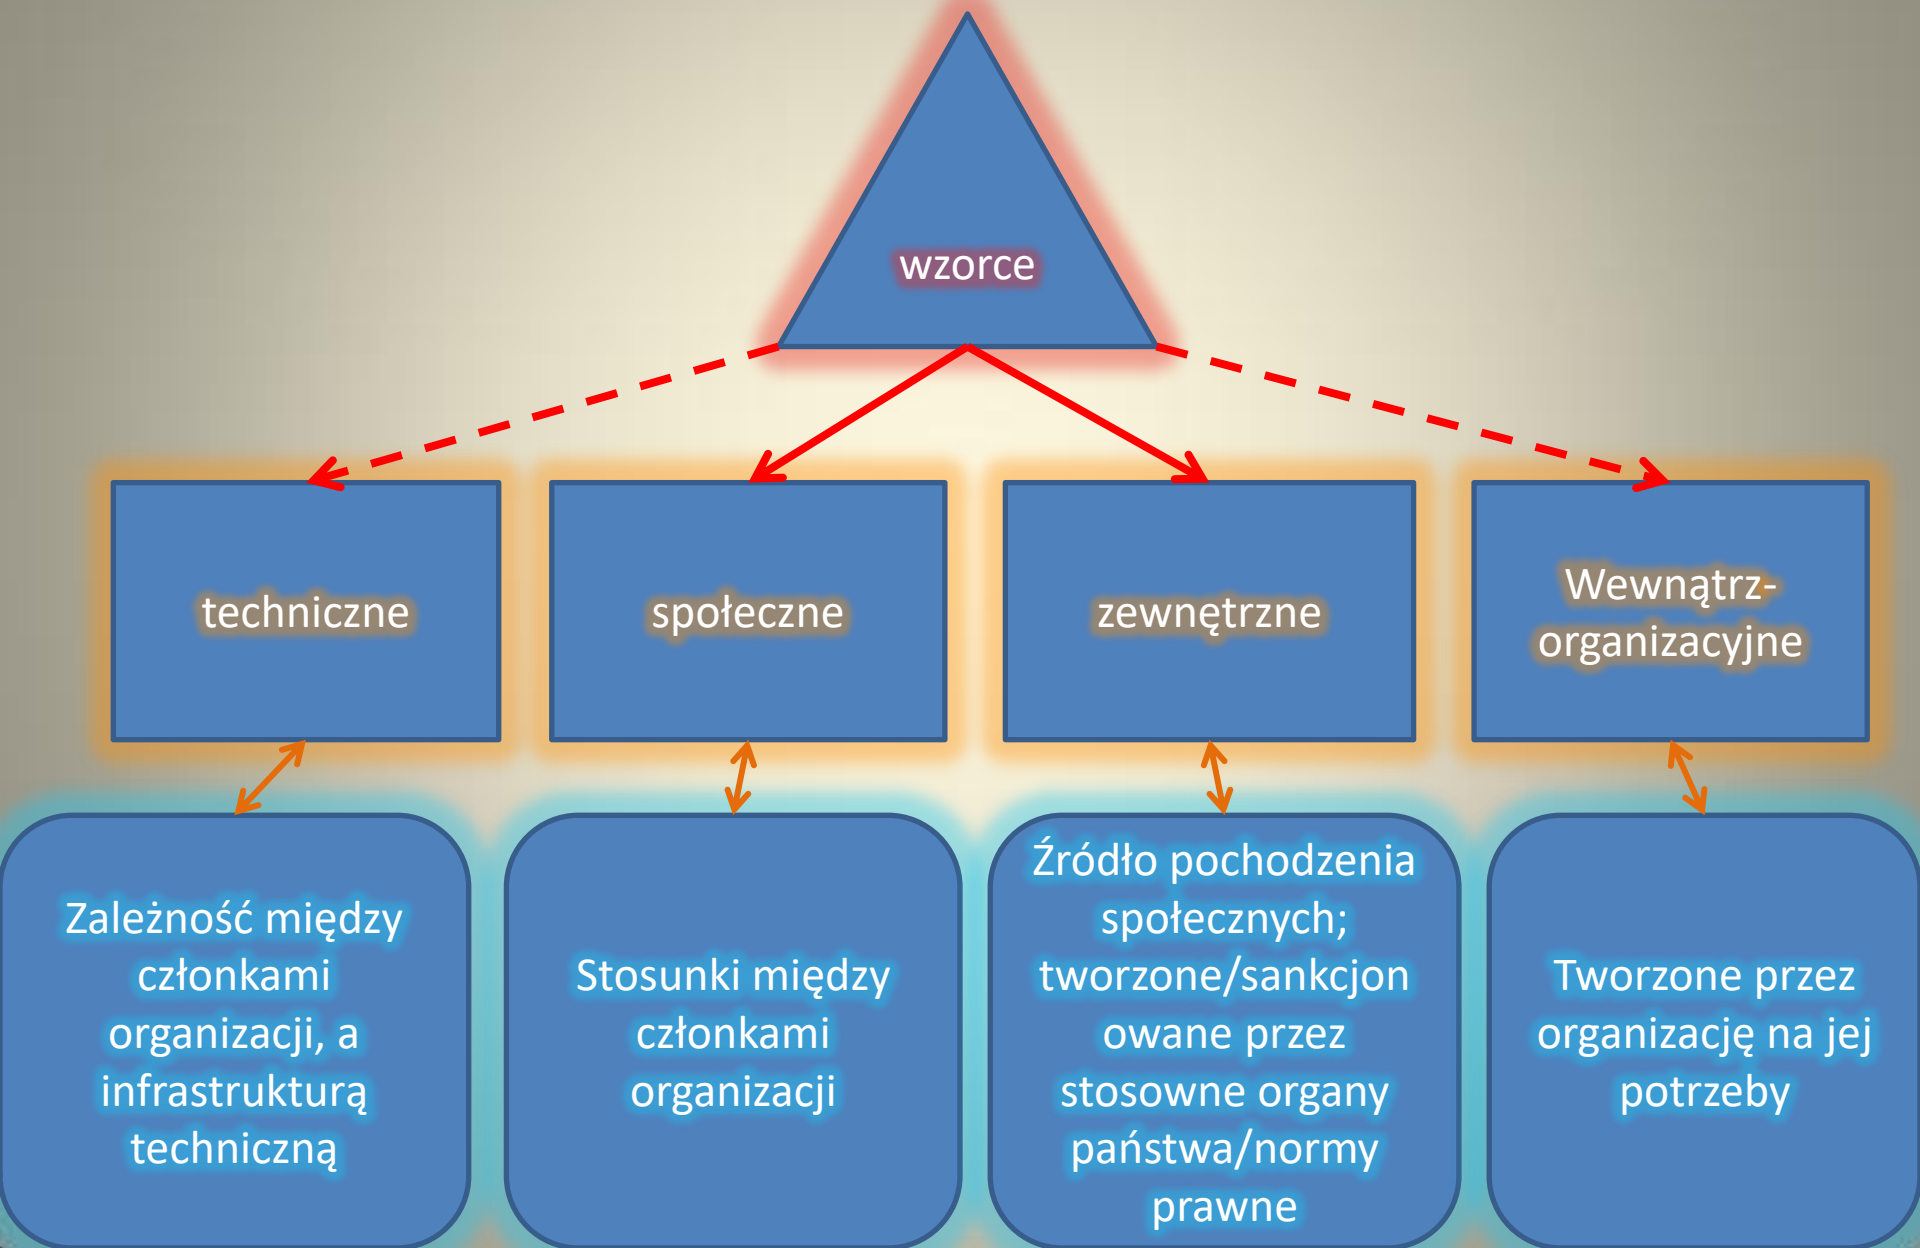 wzorce
techniczne
społeczne
zewnętrzne
Wewnątrz-
organizacyjne
Zależność między
członkami
organizacji, a
infrastrukturą
techniczną
Stosunki między
członkami
organizacji
Źródło pochodzenia
społecznych;
tworzone/sankcjon
owane przez
stosowne organy
państwa/normy
prawne
Tworzone przez
organizację na jej
potrzeby